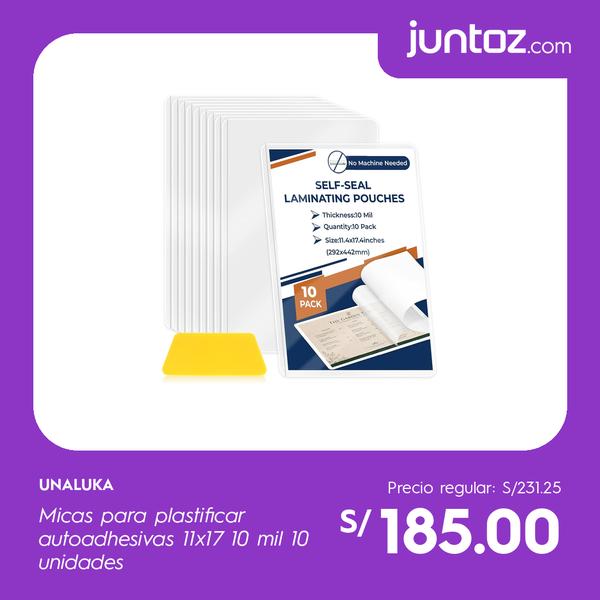 juntoz.com
No Machine Needed
SELF-SEAL
LAMINATING POUCHES
Thickness:10 Mil
Quantity:10 Pack
Size:11.4x17.4inches
(292x442mm)
10
PACK
UNALUKA
Micas para plastificar
autoadhesivas 11x17 10 mil 10
unidades
Precio regular: S/231.25
S/185.00